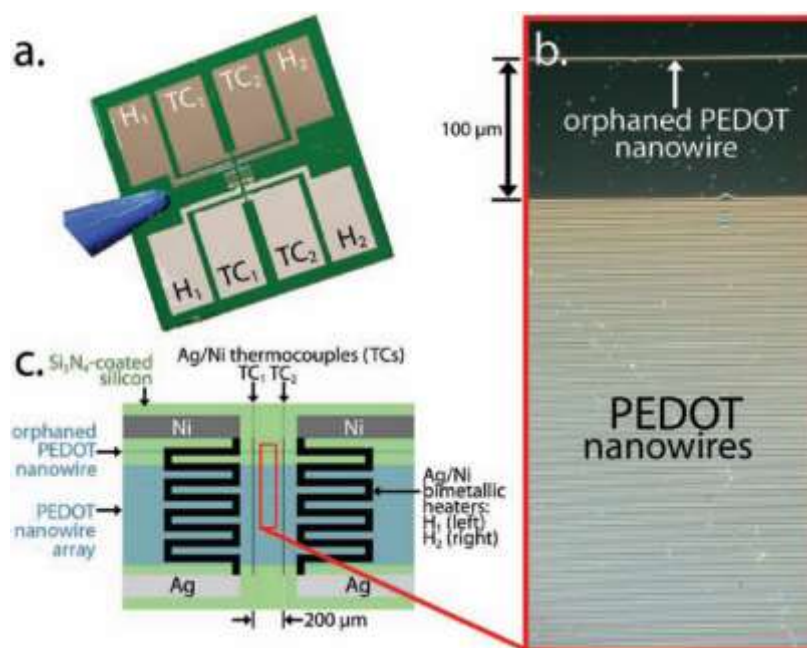 a.
H₁
TC₁
TC₂
H₂
H₁
TC₁
TC₂
H₂
b.
100 μm
orphaned PEDOT
nanowire
PEDOT
nanowires
c.
Si₃N₄-coated
silicon
Ag/Ni thermocouples (TCs)
TC₁ TC₂
orphaned
PEDOT
nanowire
PEDOT
nanowire
array
Ni
Ni
Ag
Ag
Ag/Ni
bimetallic
heaters:
H₁ (left)
H₂ (right)
200 μm